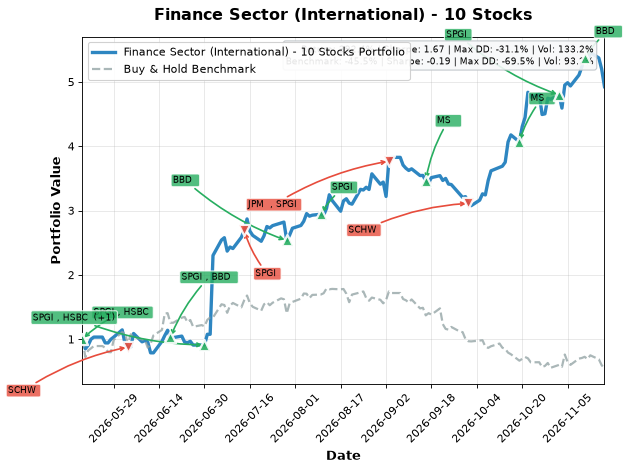 Finance Sector (International) - 10 Stocks
SPGI
BBD
Finance Sector (International) - 10 Stocks Portfolio
Buy & Hold Benchmark
1.67 | Max DD: -31.1% | Vol: 133.2%
Benchmark: -45.5% | Sharpe: -0.19 | Max DD: -69.5% | Vol:
MS
MS
BBD
SPGI
JPM , SPGI
SCHW
SPGI
SPGI , BBD
SPGI , HSBC
SPGI , HSBC (+1)
SCHW
Portfolio Value
5
4
3
2
1
2026-05-29
2026-06-14
2026-06-30
2026-07-16
2026-08-01
2026-08-17
2026-09-02
2026-09-18
2026-10-04
2026-10-20
2026-11-05
Date